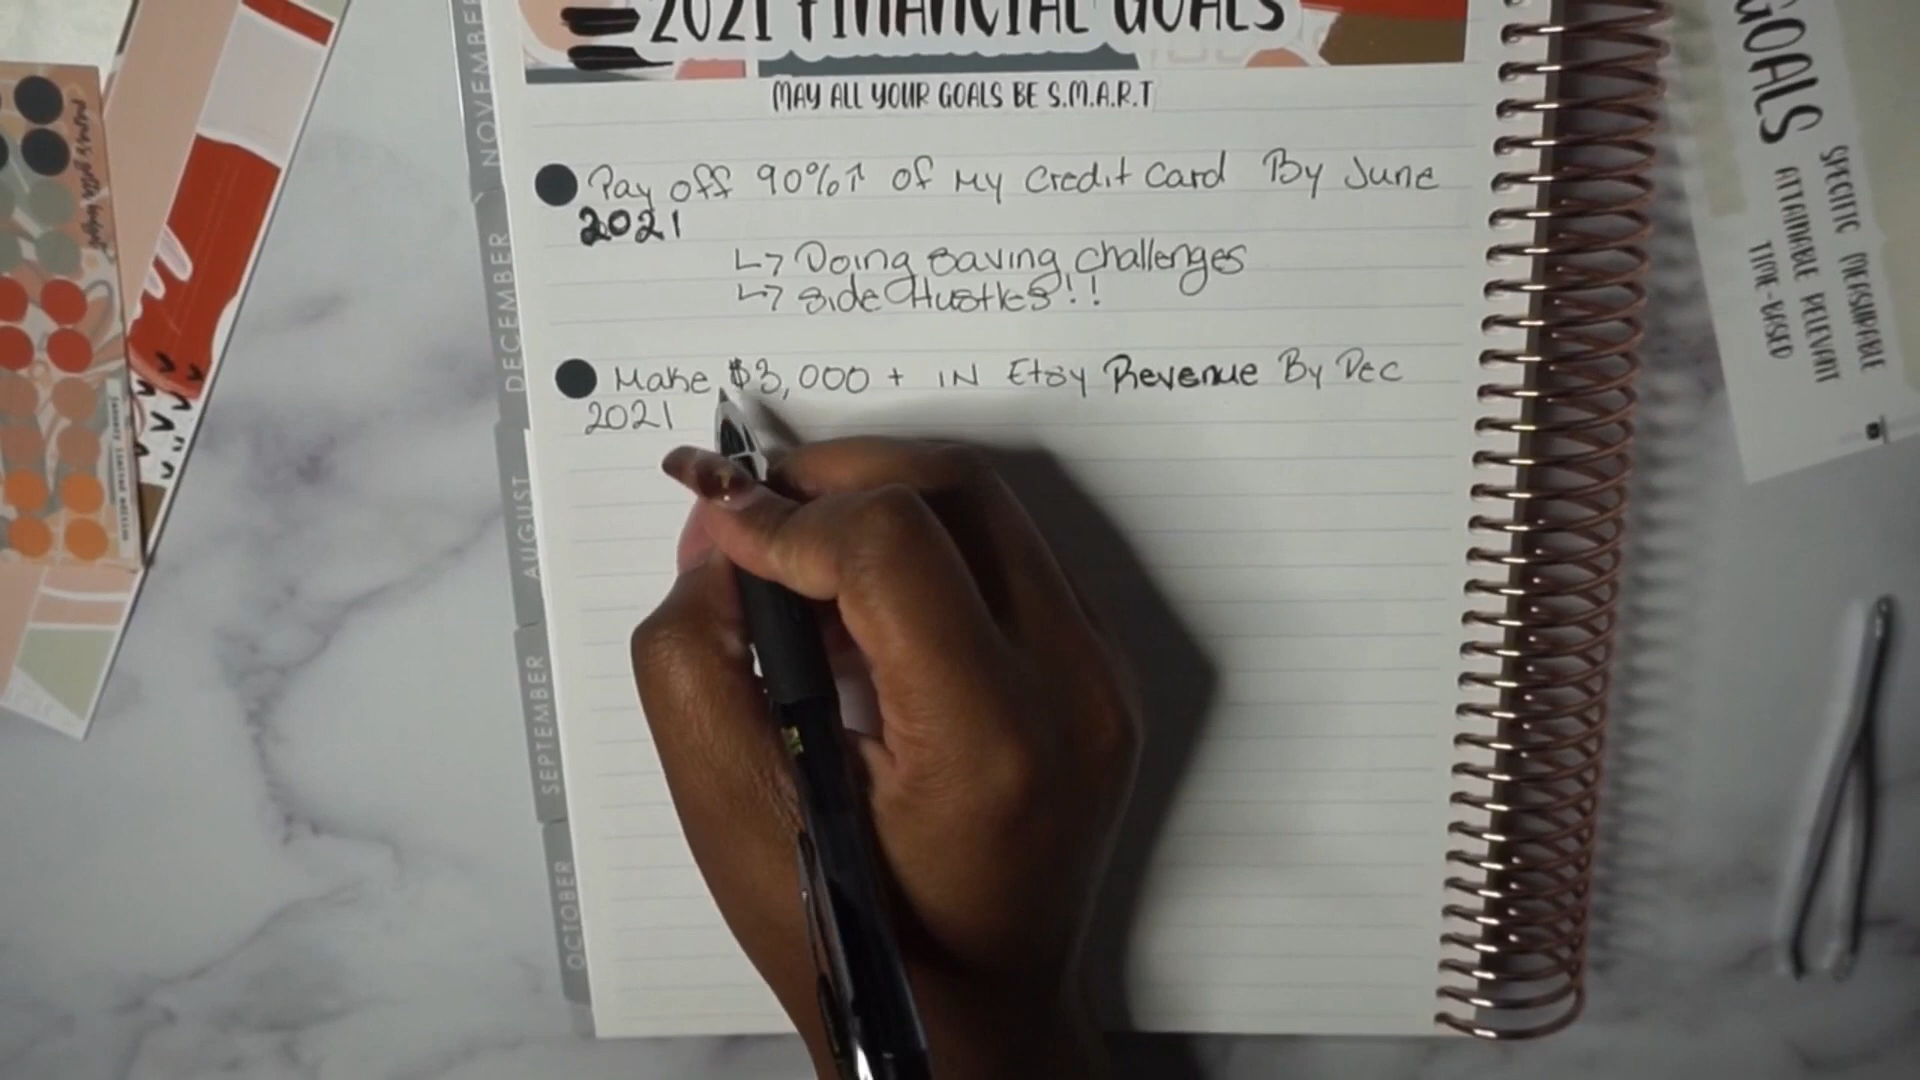 2021 FINANCIAL GOALS
MAY ALL YOUR GOALS BE S.M.A.R.T
Pay off 90%↑ of My Credit Card By June
2021
↳ Doing saving challenges
↳ side Hustles!!
Make $3,000 + IN Etsy Revenue By Dec
2021
NOVEMBER
DECEMBER
AUGUST
SEPTEMBER
OCTOBER
GOALS
SPECIFIC MEASURABLE
ATTAINABLE RELEVANT
TIME-BASED